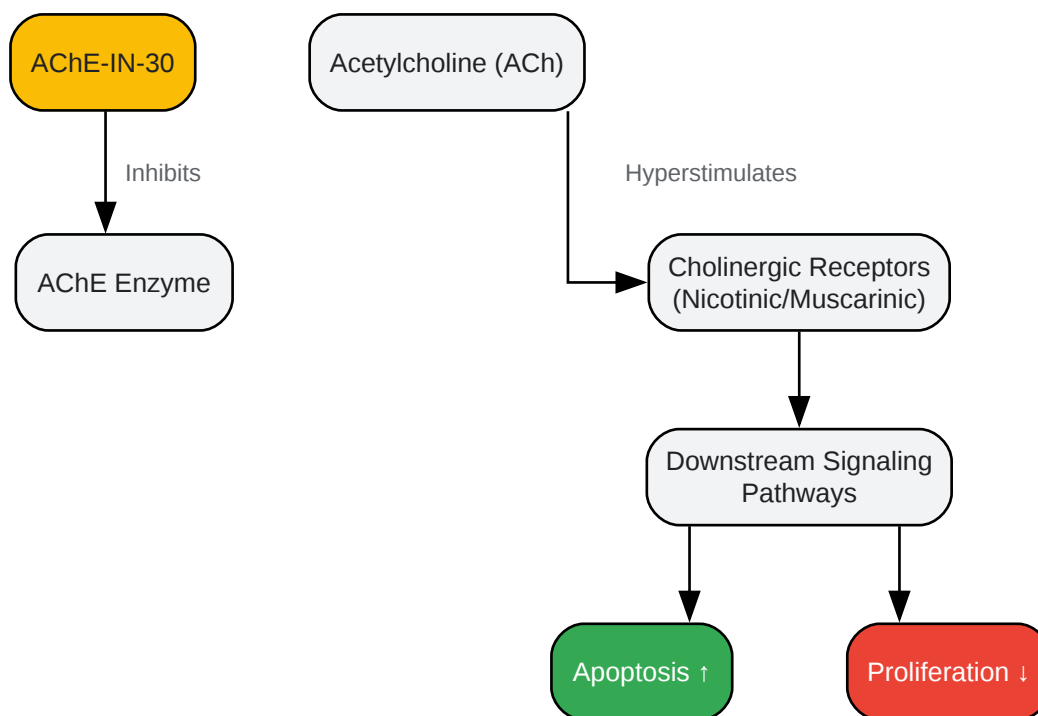 AChE-IN-30
Acetylcholine (ACh)
Inhibits
Hyperstimulates
AChE Enzyme
Cholinergic Receptors
(Nicotinic/Muscarinic)
Downstream Signaling
Pathways
Apoptosis ↑
Proliferation ↓